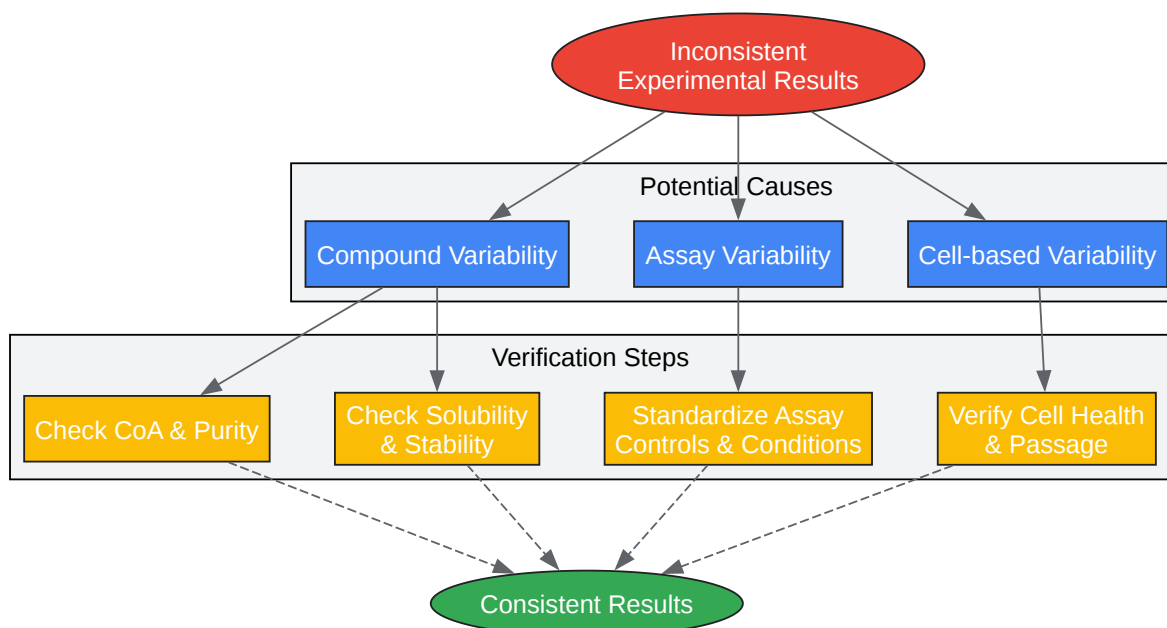 Inconsistent
Experimental Results
Potential Causes
Compound Variability
Assay Variability
Cell-based Variability
Verification Steps
Check CoA & Purity
Check Solubility
& Stability
Standardize Assay
Controls & Conditions
Verify Cell Health
& Passage
Consistent Results